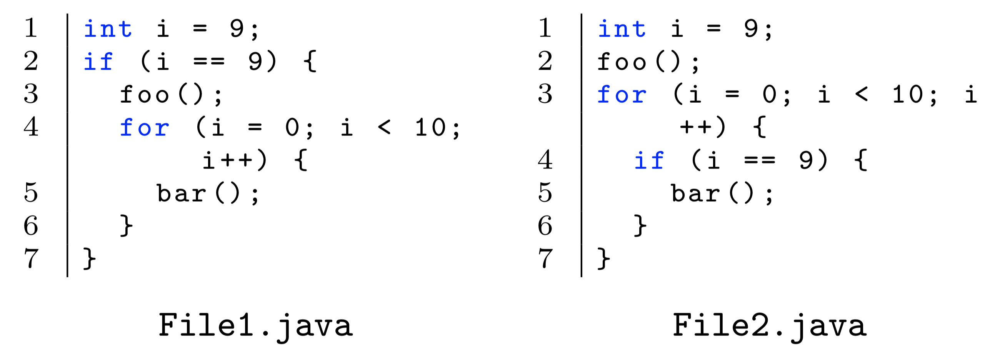 1 int i = 9;
2 if (i == 9) {
3 foo();
4 for (i = 0; i < 10;
i++) {
5 bar();
6 }
7 }
File1.java
1 int i = 9;
2 foo();
3 for (i = 0; i < 10; i
++) {
4 if (i == 9) {
5 bar();
6 }
7 }
File2.java